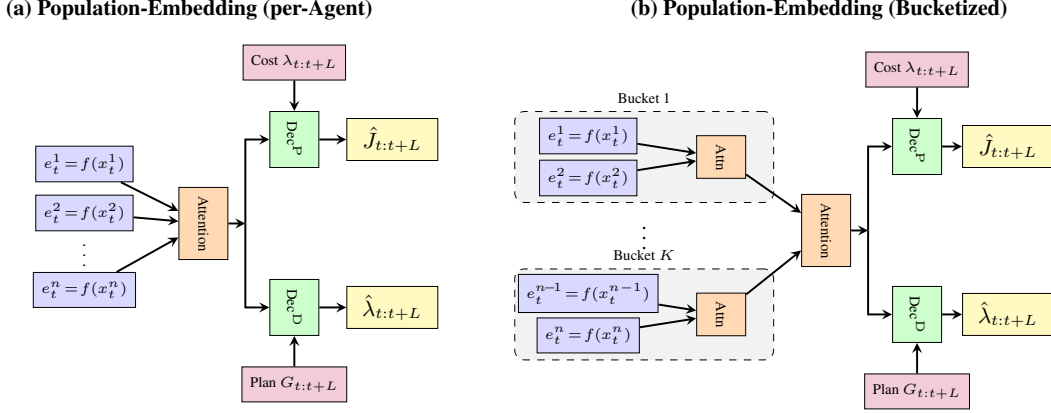 (a) Population-Embedding (per-Agent)
Cost λ_{t:t+L}
Dec^P
Ĵ_{t:t+L}
e_t^1 = f(x_t^1)
e_t^2 = f(x_t^2)
⋮
e_t^n = f(x_t^n)
Attention
Dec^D
λ̂_{t:t+L}
Plan G_{t:t+L}
(b) Population-Embedding (Bucketized)
Cost λ_{t:t+L}
Bucket 1
e_t^1 = f(x_t^1)
e_t^2 = f(x_t^2)
Attn
Dec^P
Ĵ_{t:t+L}
⋮
Attention
Bucket K
e_t^{n-1} = f(x_t^{n-1})
e_t^n = f(x_t^n)
Attn
Dec^D
λ̂_{t:t+L}
Plan G_{t:t+L}